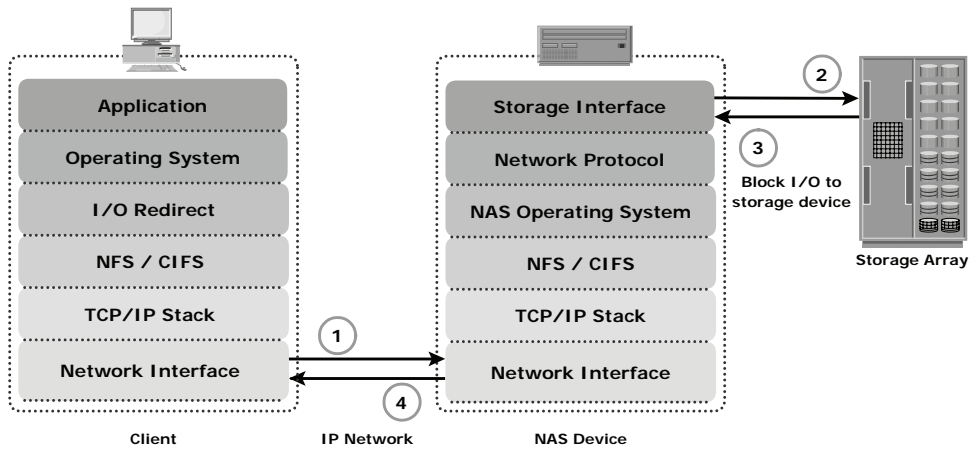 Application
Operating System
I/O Redirect
NFS / CIFS
TCP/IP Stack
Network Interface
Client
1
4
IP Network
Storage Interface
Network Protocol
NAS Operating System
NFS / CIFS
TCP/IP Stack
Network Interface
NAS Device
2
3
Block I/O to
storage device
Storage Array